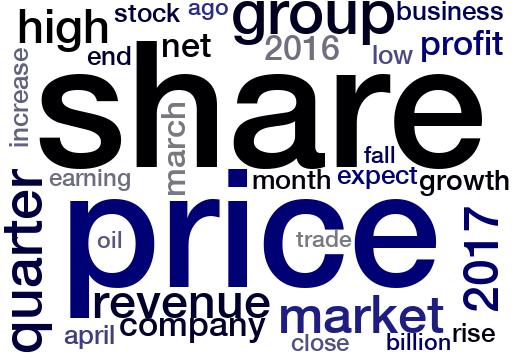 ago
group
business
stock
high
net
2016
end
low
profit
increase
share
march
fall
earning
month
expect
growth
quarter
price
oil
trade
2017
revenue
market
company
april
close
billion
rise